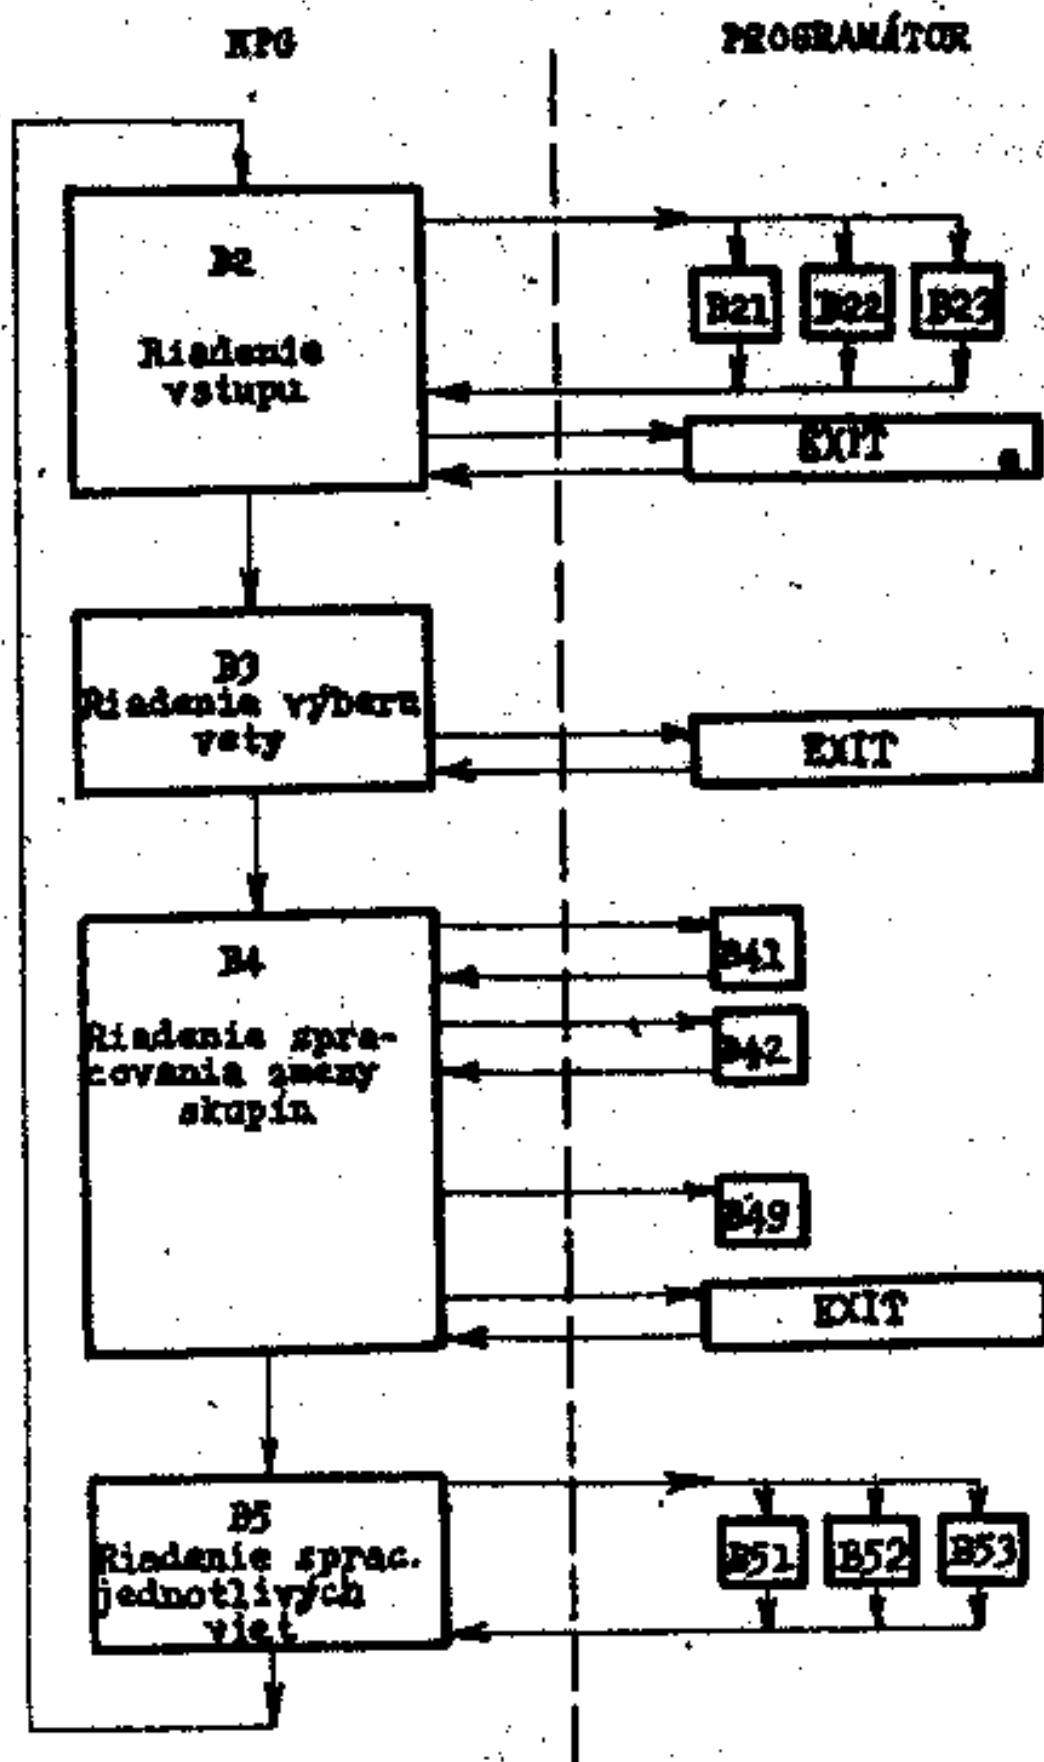 NPG
PROGRAMÁTOR
B2
Riadenie
vstupu
B21
B22
B23
EXIT
B3
Riadenie výberu
vety
EXIT
B4
Riadenie spra-
covania zmeny
skupín
B41
B42
B49
EXIT
B5
Riadenie sprac.
jednotlivých
viet
B51
B52
B53